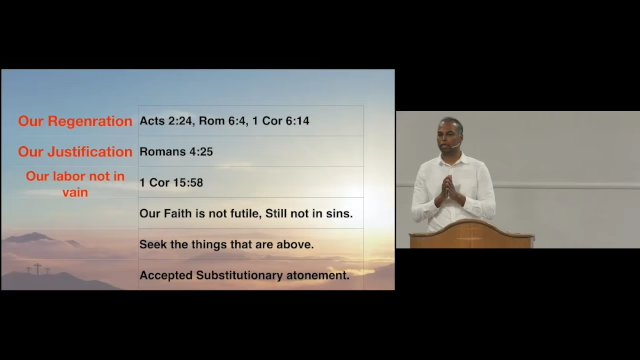 Our Regenration Acts 2:24, Rom 6:4, 1 Cor 6:14
Our Justification Romans 4:25
Our labor not in
vain
1 Cor 15:58
Our Faith is not futile, Still not in sins.
Seek the things that are above.
Accepted Substitutionary atonement.